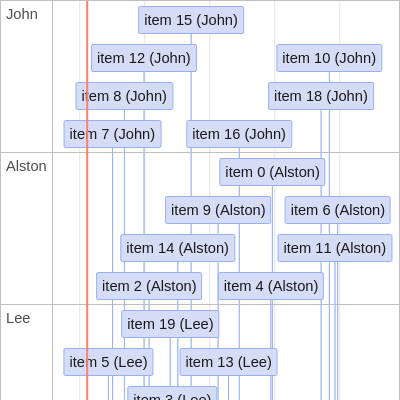 John
item 15 (John)
item 12 (John)
item 10 (John)
item 8 (John)
item 18 (John)
item 7 (John)
item 16 (John)
Alston
item 0 (Alston)
item 9 (Alston)
item 6 (Alston)
item 14 (Alston)
item 11 (Alston)
item 2 (Alston)
item 4 (Alston)
Lee
item 19 (Lee)
item 5 (Lee)
item 13 (Lee)
item 3 (Lee)